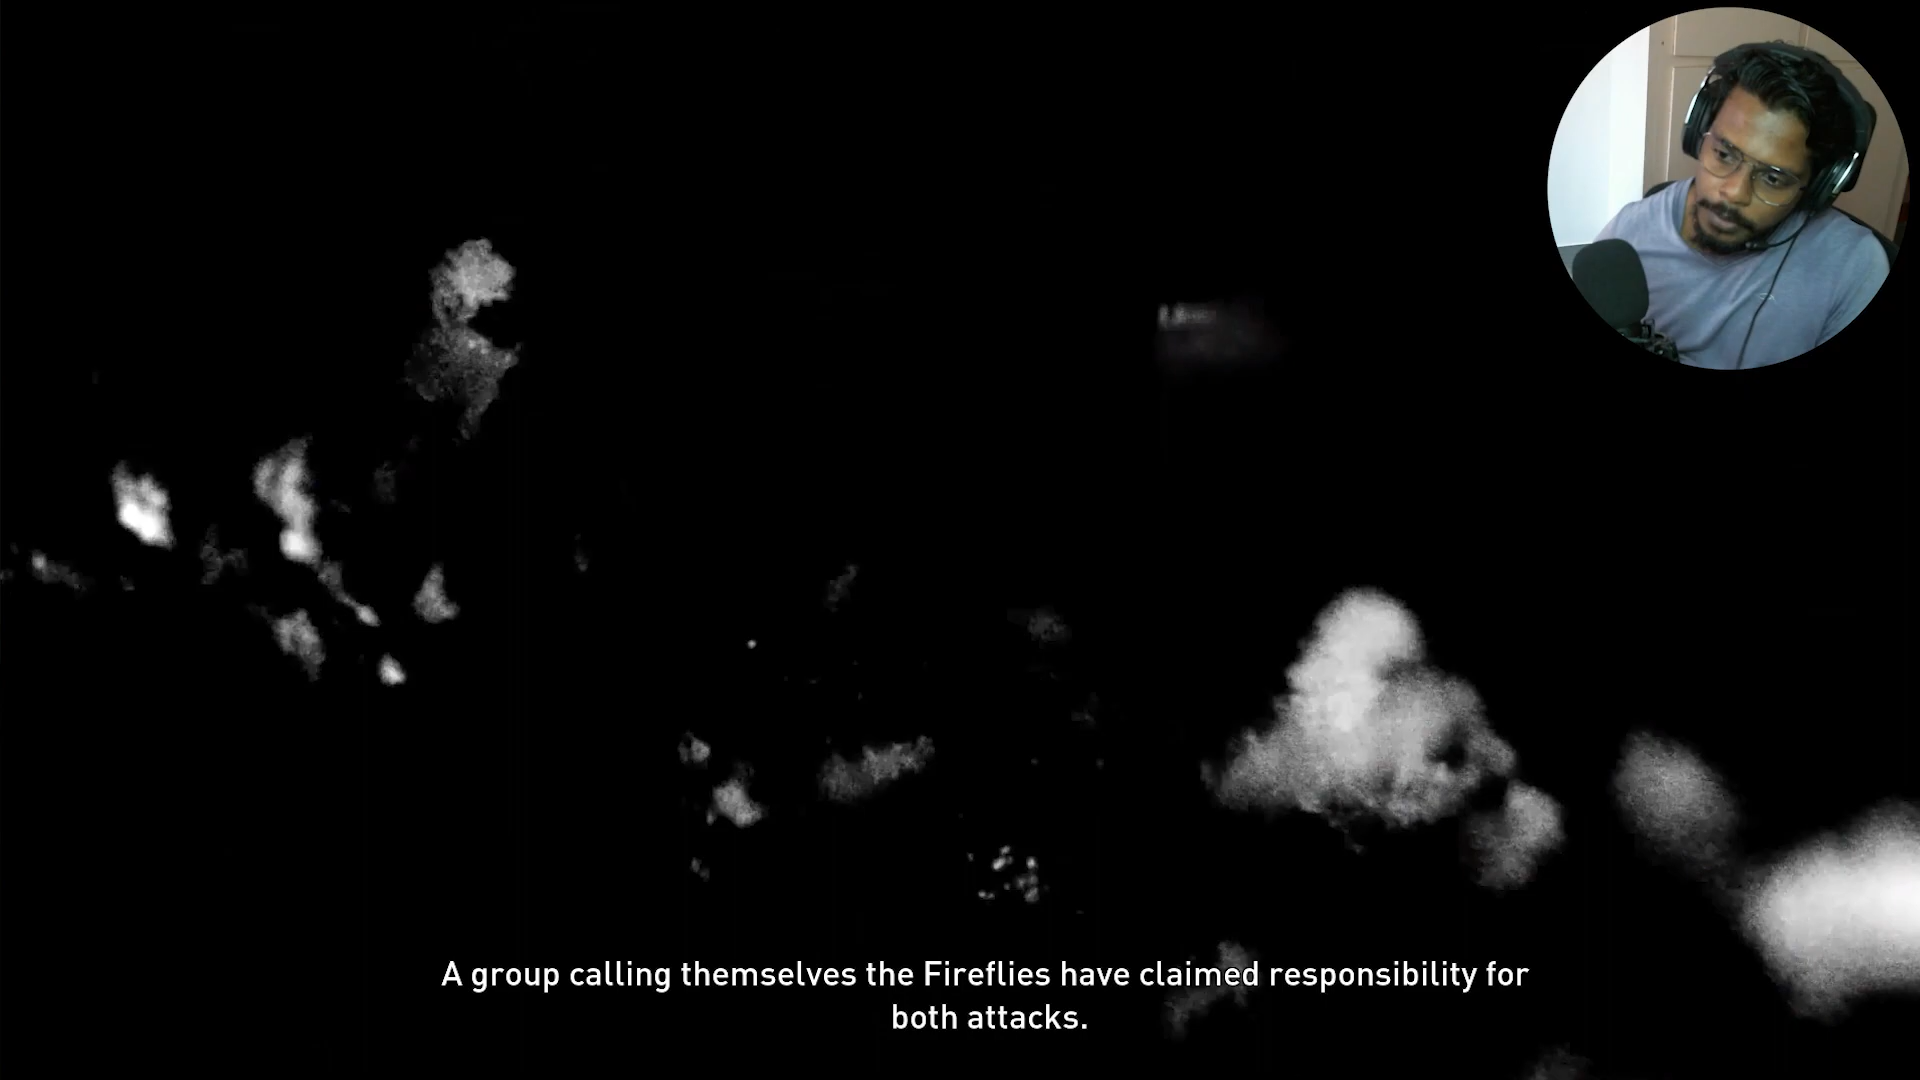 A group calling themselves the Fireflies have claimed responsibility for
both attacks.